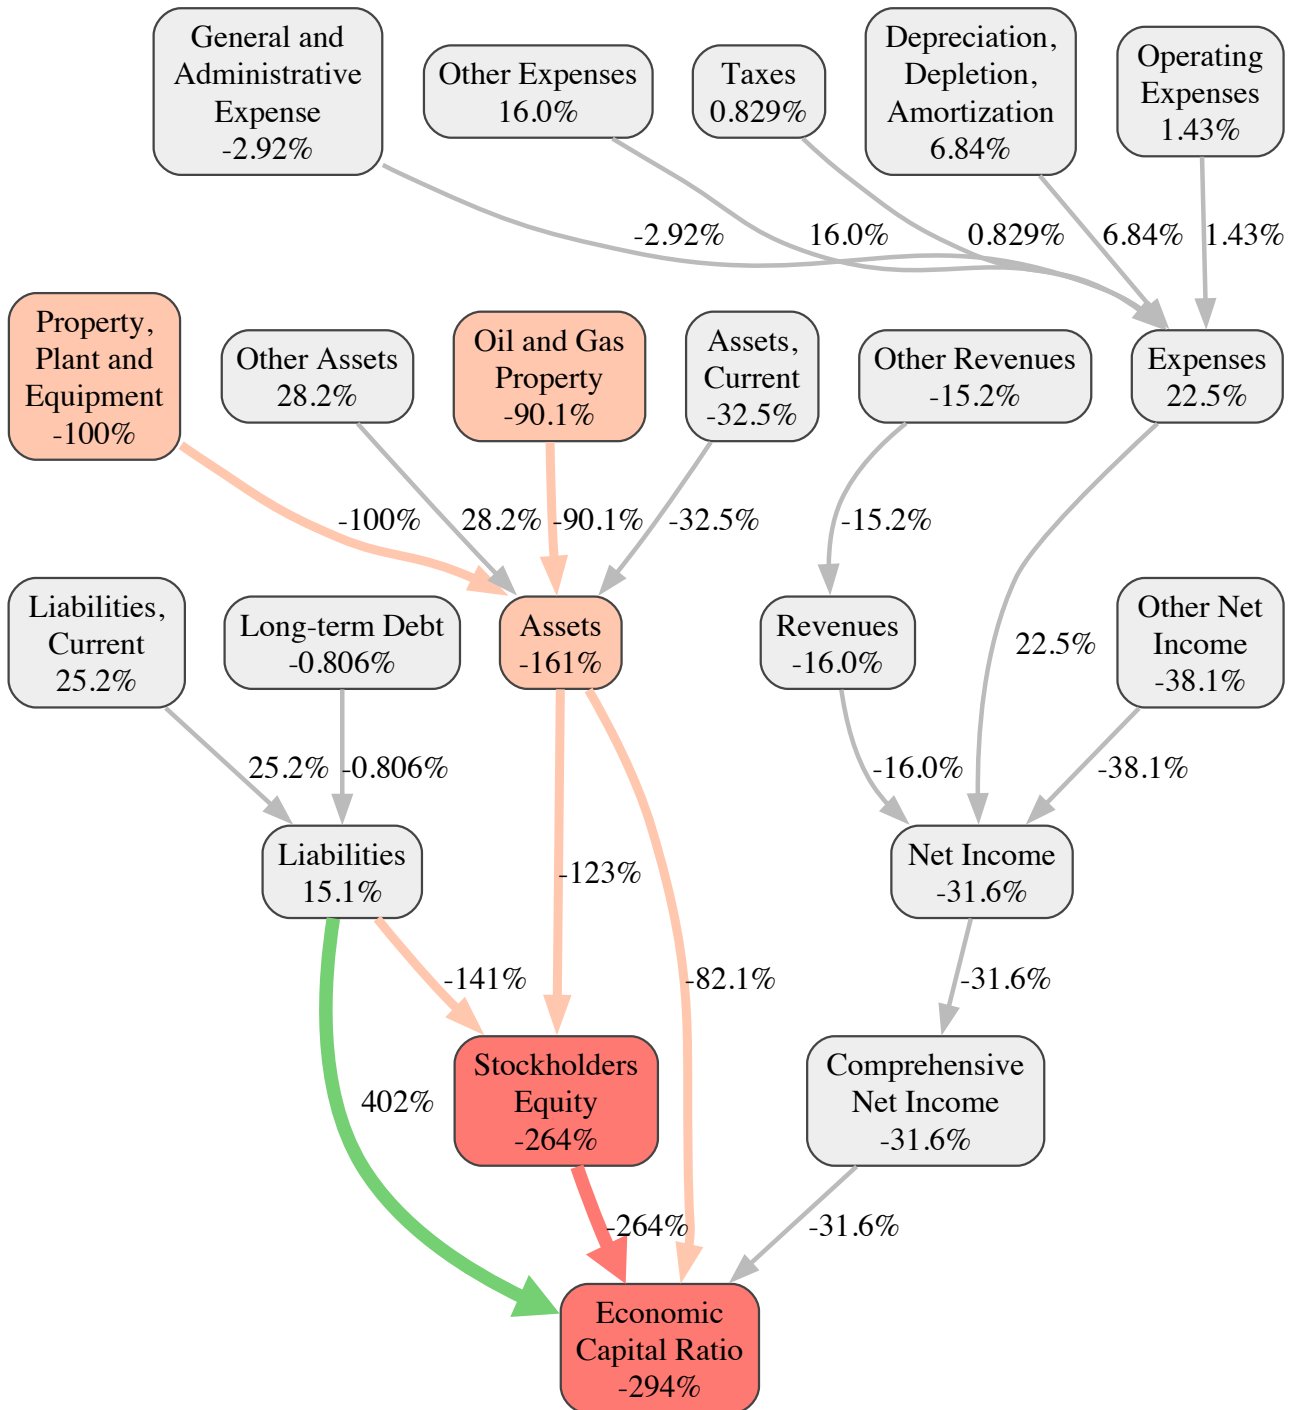 General and
Administrative
Expense
-2.92%
Other Expenses
16.0%
Taxes
0.829%
Depreciation,
Depletion,
Amortization
6.84%
Operating
Expenses
1.43%
-2.92%
16.0%
0.829%
6.84%
1.43%
Property,
Plant and
Equipment
-100%
Other Assets
28.2%
Oil and Gas
Property
-90.1%
Assets,
Current
-32.5%
Other Revenues
-15.2%
Expenses
22.5%
-100%
28.2%
-90.1%
-32.5%
-15.2%
22.5%
Liabilities,
Current
25.2%
Long-term Debt
-0.806%
Assets
-161%
Revenues
-16.0%
Other Net
Income
-38.1%
25.2%
-0.806%
-16.0%
-38.1%
Liabilities
15.1%
-123%
Net Income
-31.6%
-141%
-82.1%
-31.6%
402%
Stockholders
Equity
-264%
Comprehensive
Net Income
-31.6%
-264%
-31.6%
Economic
Capital Ratio
-294%